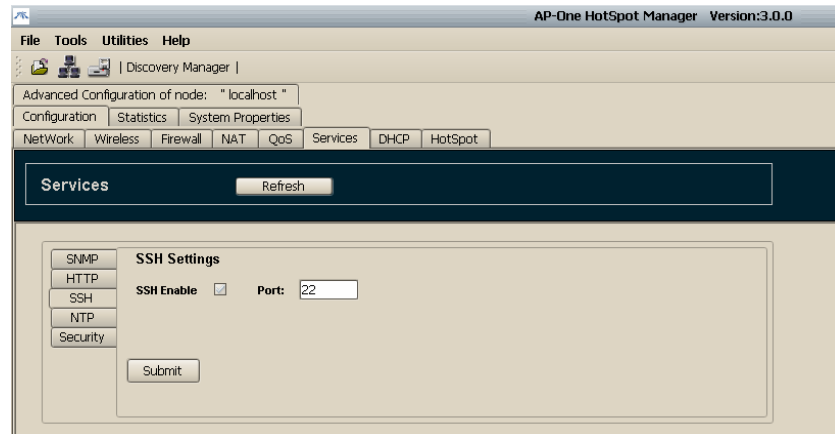 AP-One HotSpot Manager Version:3.0.0
File Tools Utilities Help
| Discovery Manager |
Advanced Configuration of node: " localhost "
Configuration Statistics System Properties
NetWork Wireless Firewall NAT QoS Services DHCP HotSpot
Services Refresh
SNMP
HTTP
SSH
NTP
Security
SSH Settings
SSH Enable Port: 22
Submit